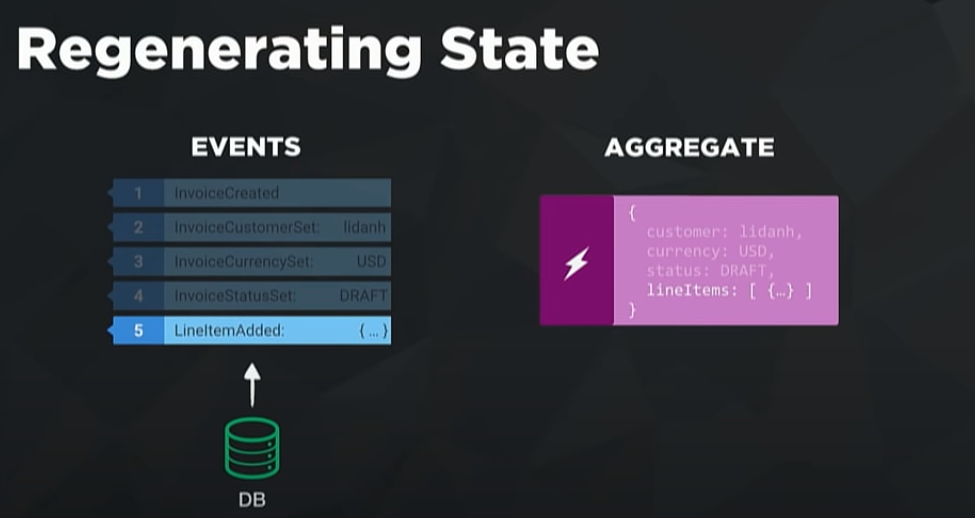 Regenerating State
EVENTS
1 InvoiceCreated
2 InvoiceCustomerSet: lidanh
3 InvoiceCurrencySet: USD
4 InvoiceStatusSet: DRAFT
5 LineItemAdded: { ... }
DB
AGGREGATE
{
customer: lidanh,
currency: USD,
status: DRAFT,
lineItems: [ {…} ]
}